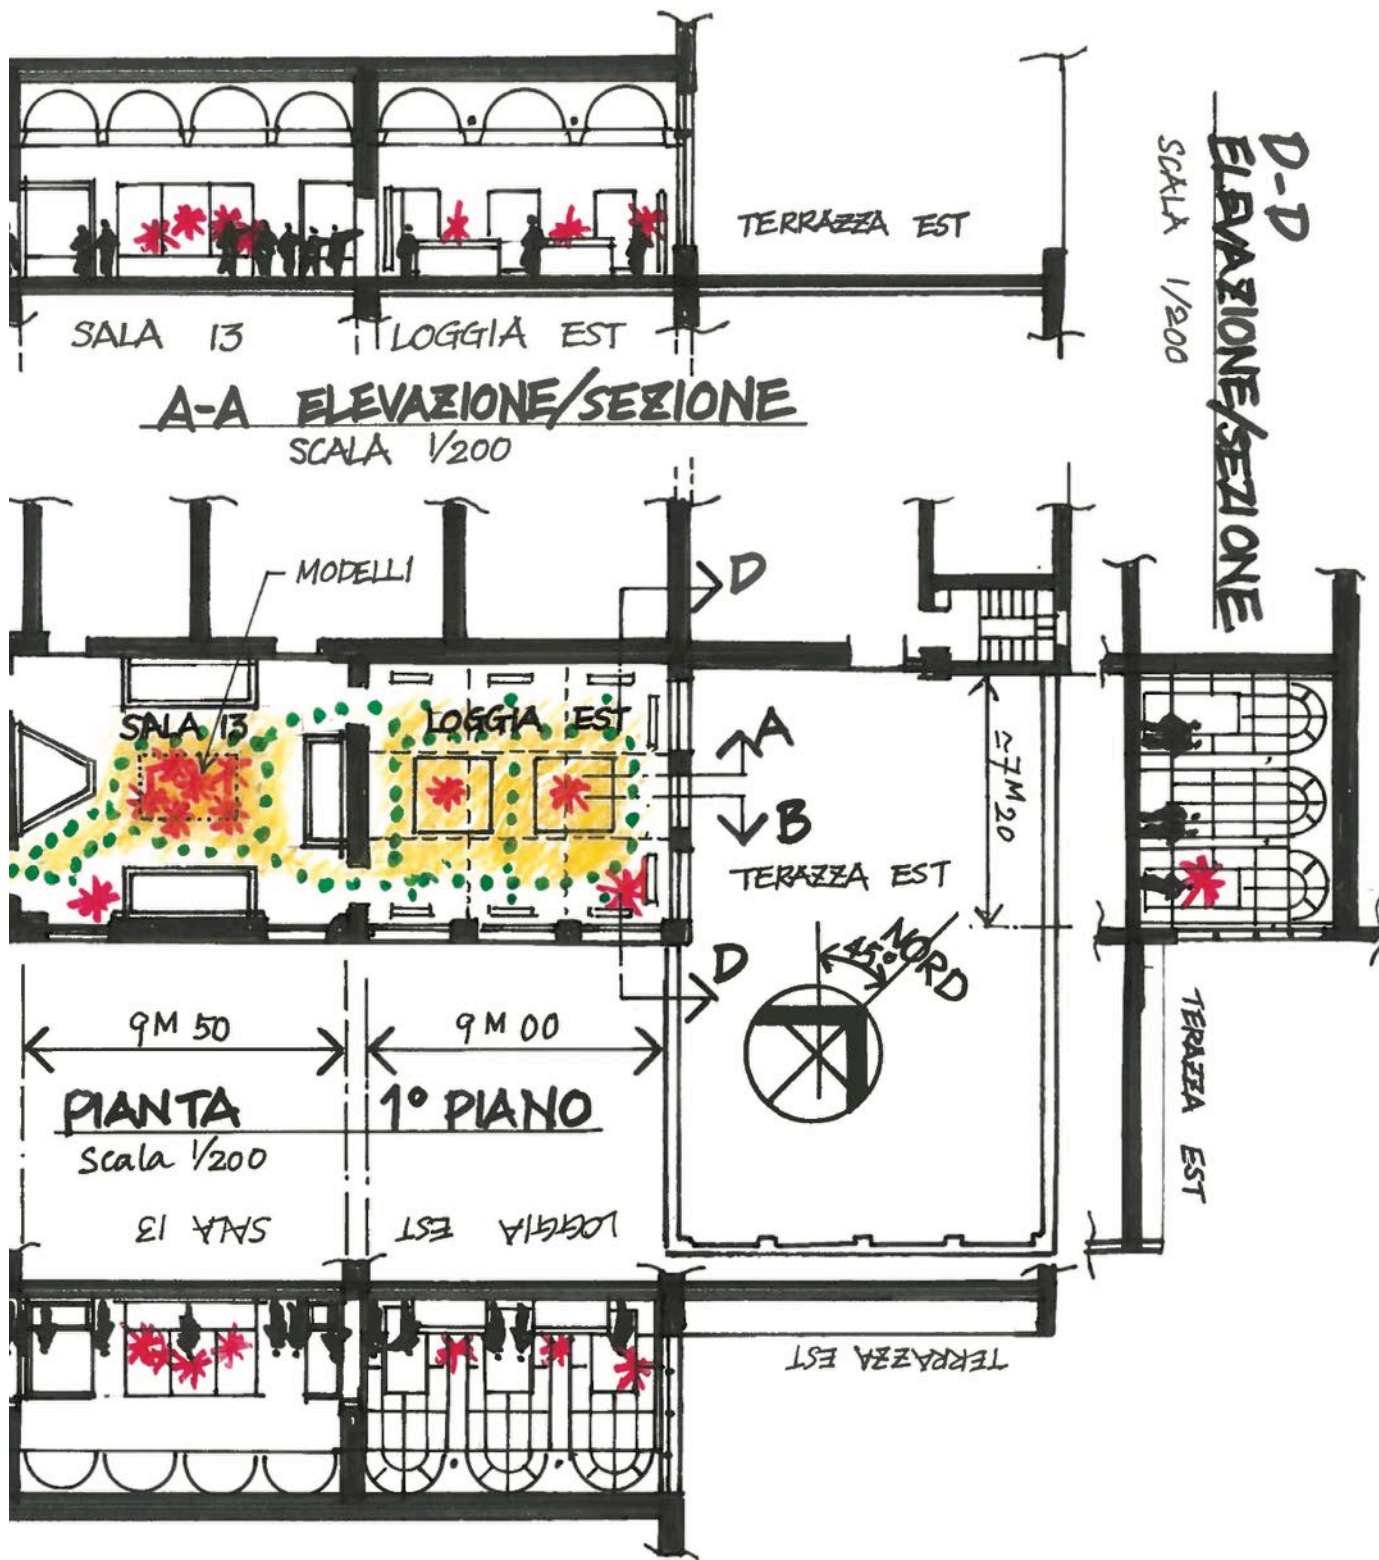 TERRAZZA EST
SALA 13
LOGGIA EST
A-A ELEVAZIONE/SEZIONE
SCALA 1/200
D-D
ELEVAZIONE/SEZIONE
SCALA 1/200
MODELLI
D
SALA 13
LOGGIA EST
A
B
≃7M20
TERAZZA EST
D
45°
NORD
9M 50
9M 00
PIANTA 1° PIANO
Scala 1/200
TERAZZA EST
SALA 13
LOGGIA EST
TERRAZZA EST